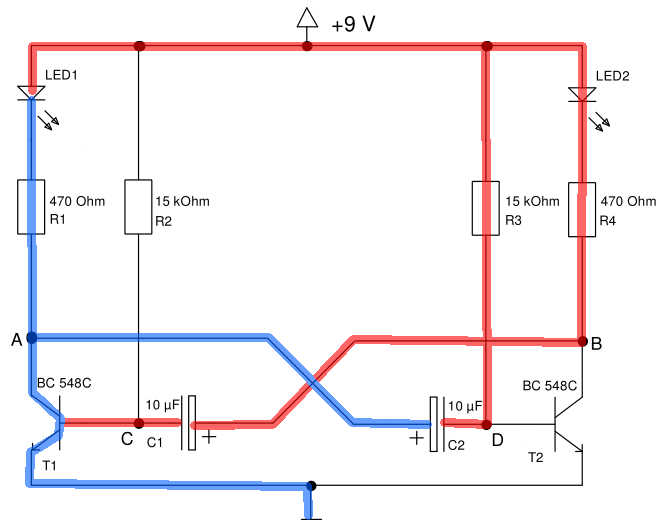 +9 V
LED1
LED2
470 Ohm
R1
15 kOhm
R2
15 kOhm
R3
470 Ohm
R4
A
B
BC 548C
BC 548C
10 µF
10 µF
C
C1
+
+
C2
D
T1
T2